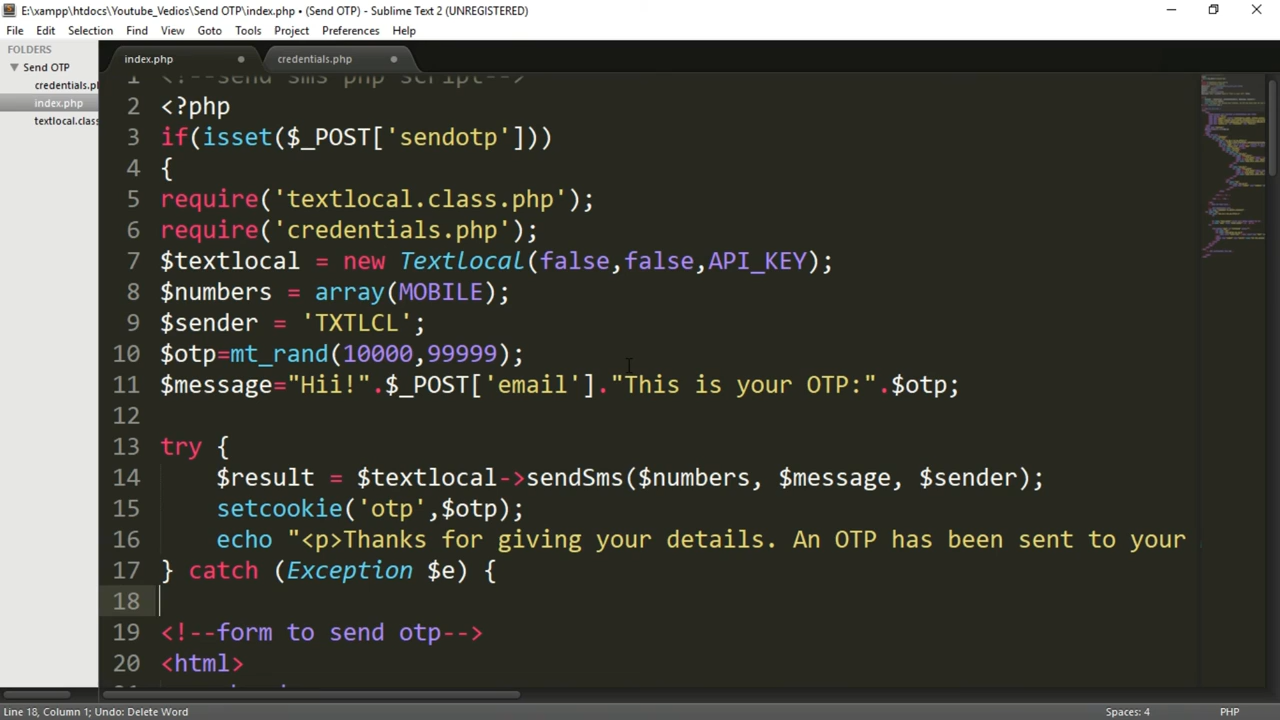 E:\xampp\htdocs\Youtube_Vedios\Send OTP\index.php • (Send OTP) - Sublime Text 2 (UNREGISTERED)
File Edit Selection Find View Goto Tools Project Preferences Help
FOLDERS
Send OTP
credentials.p
index.php
textlocal.class
index.php credentials.php
1 <!--send sms php script-->
2 <?php
3 if(isset($_POST['sendotp']))
4 {
5 require('textlocal.class.php');
6 require('credentials.php');
7 $textlocal = new Textlocal(false,false,API_KEY);
8 $numbers = array(MOBILE);
9 $sender = 'TXTLCL';
10 $otp=mt_rand(10000,99999);
11 $message="Hii!".$_POST['email']."This is your OTP:".$otp;
12
13 try {
14 $result = $textlocal->sendSms($numbers, $message, $sender);
15 setcookie('otp',$otp);
16 echo "<p>Thanks for giving your details. An OTP has been sent to your
17 } catch (Exception $e) {
18
19 <!--form to send otp-->
20 <html>
Line 18, Column 1; Undo: Delete Word Spaces: 4 PHP